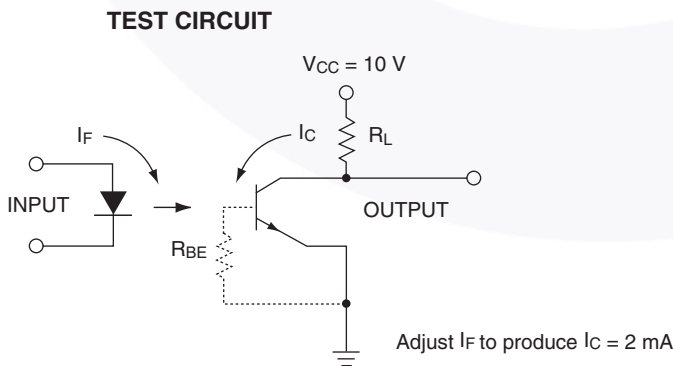 TEST CIRCUIT
VCC = 10 V
IF
IC
RL
INPUT
OUTPUT
RBE
Adjust IF to produce IC = 2 mA